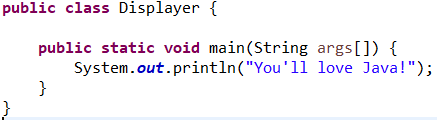 public class Displayer {
    public static void main(String args[]) {
        System.out.println("You'll love Java!");
    }
}